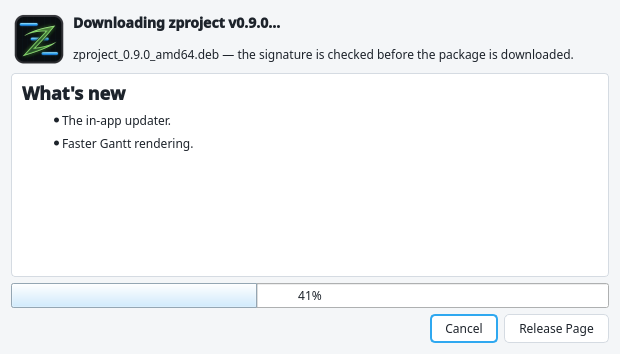 Downloading zproject v0.9.0...
zproject_0.9.0_amd64.deb — the signature is checked before the package is downloaded.
What's new
• The in-app updater.
• Faster Gantt rendering.
41%
Cancel
Release Page